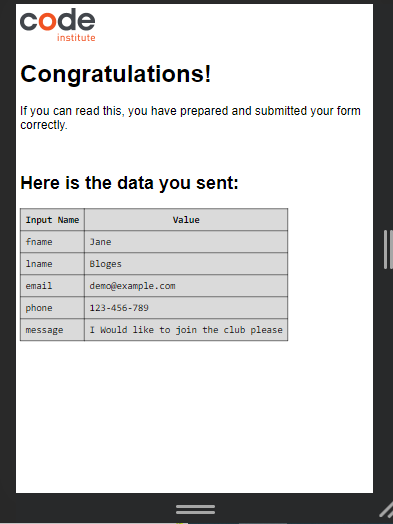 code
institute
Congratulations!
If you can read this, you have prepared and submitted your form
correctly.
Here is the data you sent:
Input Name Value
fname Jane
lname Bloges
email demo@example.com
phone 123-456-789
message I Would like to join the club please